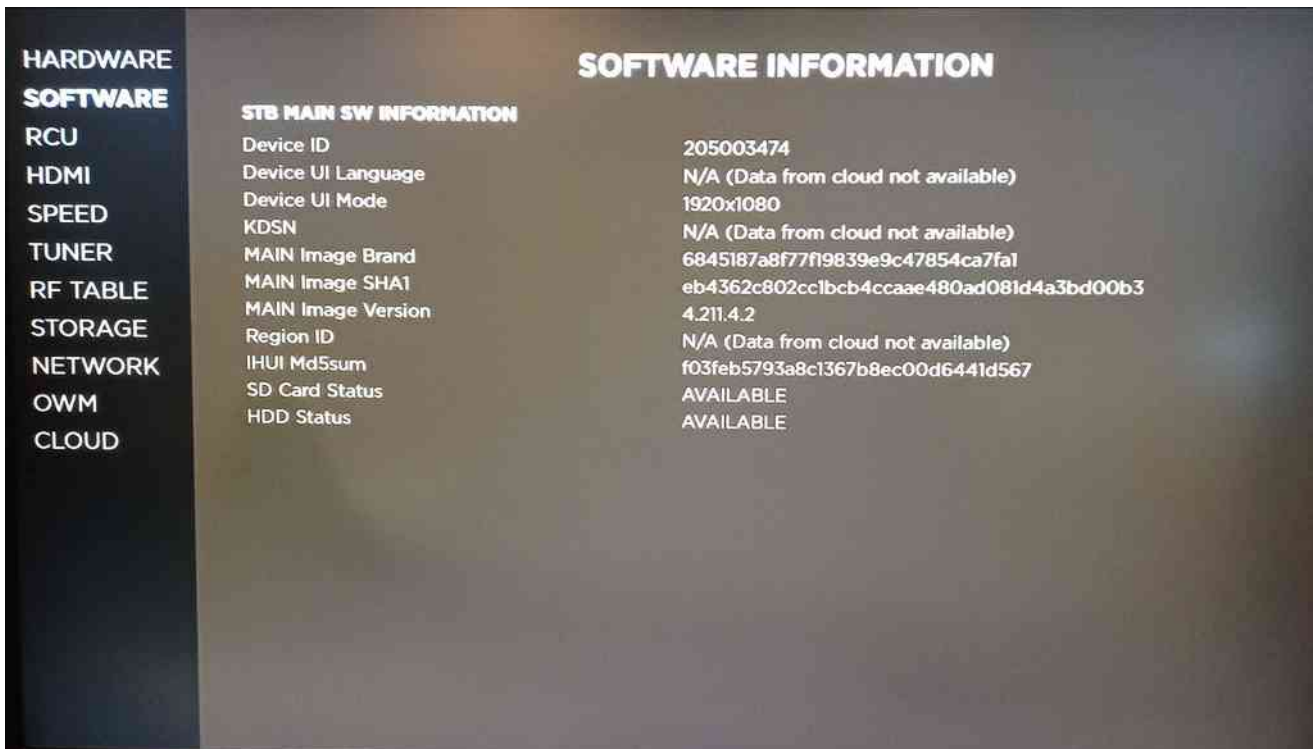 HARDWARE
SOFTWARE
RCU
HDMI
SPEED
TUNER
RF TABLE
STORAGE
NETWORK
OWM
CLOUD
SOFTWARE INFORMATION
STB MAIN SW INFORMATION
Device ID 205003474
Device UI Language N/A (Data from cloud not available)
Device UI Mode 1920x1080
KDSN N/A (Data from cloud not available)
MAIN Image Brand 6845187a8f77f19839e9c47854ca7fa1
MAIN Image SHA1 eb4362c802cc1bcb4ccaae480ad081d4a3bd00b3
MAIN Image Version 4.211.4.2
Region ID N/A (Data from cloud not available)
IHUI Md5sum f03feb5793a8c1367b8ec00d6441d567
SD Card Status AVAILABLE
HDD Status AVAILABLE